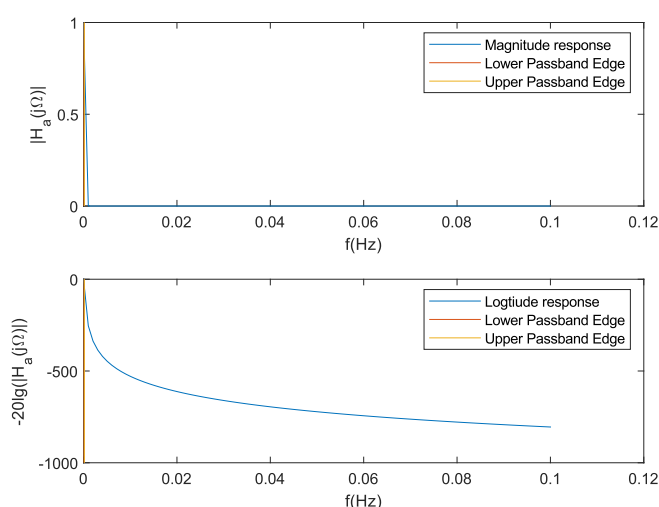 1
0.5
0
|H_a(jΩ)|
Magnitude response
Lower Passband Edge
Upper Passband Edge
0 0.02 0.04 0.06 0.08 0.1 0.12
f(Hz)
0
-500
-1000
-20lg(|H_a(jΩ)|)
Logtiude response
Lower Passband Edge
Upper Passband Edge
0 0.02 0.04 0.06 0.08 0.1 0.12
f(Hz)